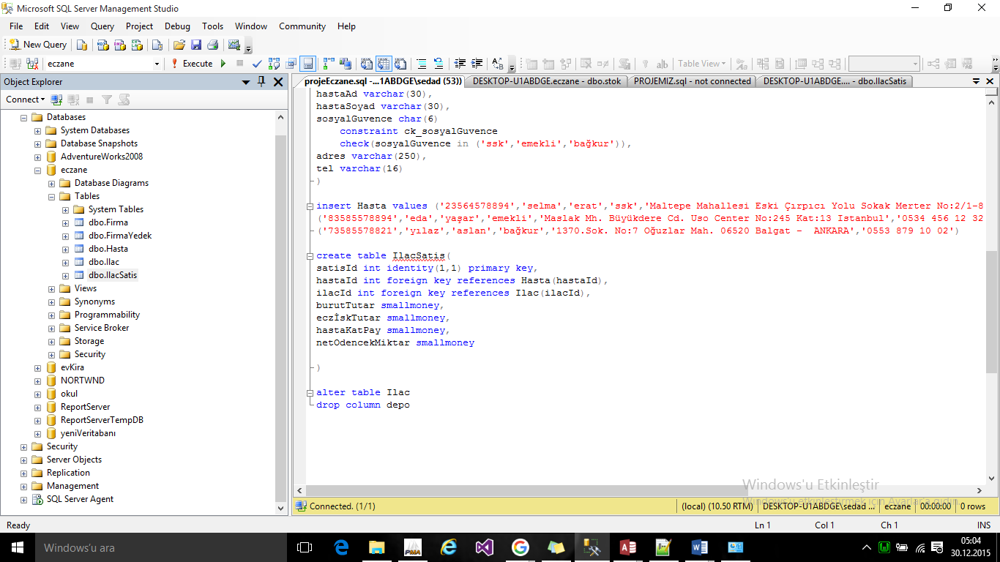 Microsoft SQL Server Management Studio
File Edit View Query Project Debug Tools Window Community Help
New Query
eczane Execute Table View
Object Explorer
Connect
Databases
System Databases
Database Snapshots
AdventureWorks2008
eczane
Database Diagrams
Tables
System Tables
dbo.Firma
dbo.FirmaYedek
dbo.Hasta
dbo.Ilac
dbo.IlacSatis
Views
Synonyms
Programmability
Service Broker
Storage
Security
evKira
NORTWND
okul
ReportServer
ReportServerTempDB
yeniVeritabanı
Security
Server Objects
Replication
Management
SQL Server Agent
projeEczane.sql -...1ABDGE\sedad (53)) DESKTOP-U1ABDGE.eczane - dbo.stok PROJEMIZ.sql - not connected DESKTOP-U1ABDGE.... - dbo.IlacSatis
hastaAd varchar(30),
hastaSoyad varchar(30),
sosyalGuvence char(6)
constraint ck_sosyalGuvence
check(sosyalGuvence in ('ssk','emekli','bağkur')),
adres varchar(250),
tel varchar(16)
)
insert Hasta values ('23564578894','selma','erat','ssk','Maltepe Mahallesi Eski Çırpıcı Yolu Sokak Merter No:2/1-8
('83585578894','eda','yaşar','emekli','Maslak Mh. Büyükdere Cd. Uso Center No:245 Kat:13 Istanbul','0534 456 12 32
('73585578821','yılaz','aslan','bağkur','1370.Sok. No:7 Oğuzlar Mah. 06520 Balgat - ANKARA','0553 879 10 02')
create table IlacSatis(
satisId int identity(1,1) primary key,
hastaId int foreign key references Hasta(hastaId),
ilacId int foreign key references Ilac(ilacId),
burutTutar smallmoney,
eczİskTutar smallmoney,
hastaKatPay smallmoney,
netOdencekMiktar smallmoney
)
alter table Ilac
drop column depo
Windows'u Etkinleştir
Windows'u etkinleştirmek için Ayarlar'a gidin.
Connected. (1/1) (local) (10.50 RTM) DESKTOP-U1ABDGE\sedad ... eczane 00:00:00 0 rows
Ready Ln 1 Col 1 Ch 1 INS
Windows'u ara
05:04
30.12.2015